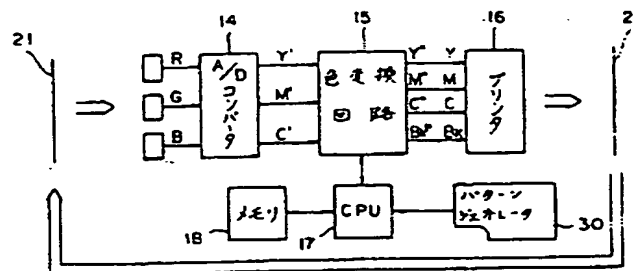 21
14
15
16
2
R
G
B
A/D
コンバータ
Y'
M'
C'
色変換
回路
Y" Y
M" M
C" C
Bk" Bk
プリンタ
メモリ
18
CPU
17
パターン
ジェネレータ
30